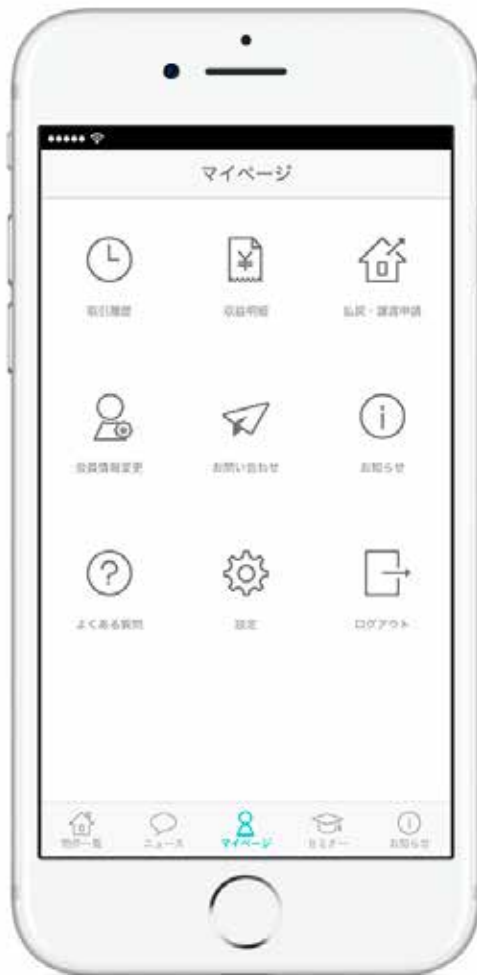 マイページ
取引履歴
収益明細
払戻・譲渡申請
会員情報変更
お問い合わせ
お知らせ
よくある質問
設定
ログアウト
物件一覧
ニュース
マイページ
セミナー
お知らせ